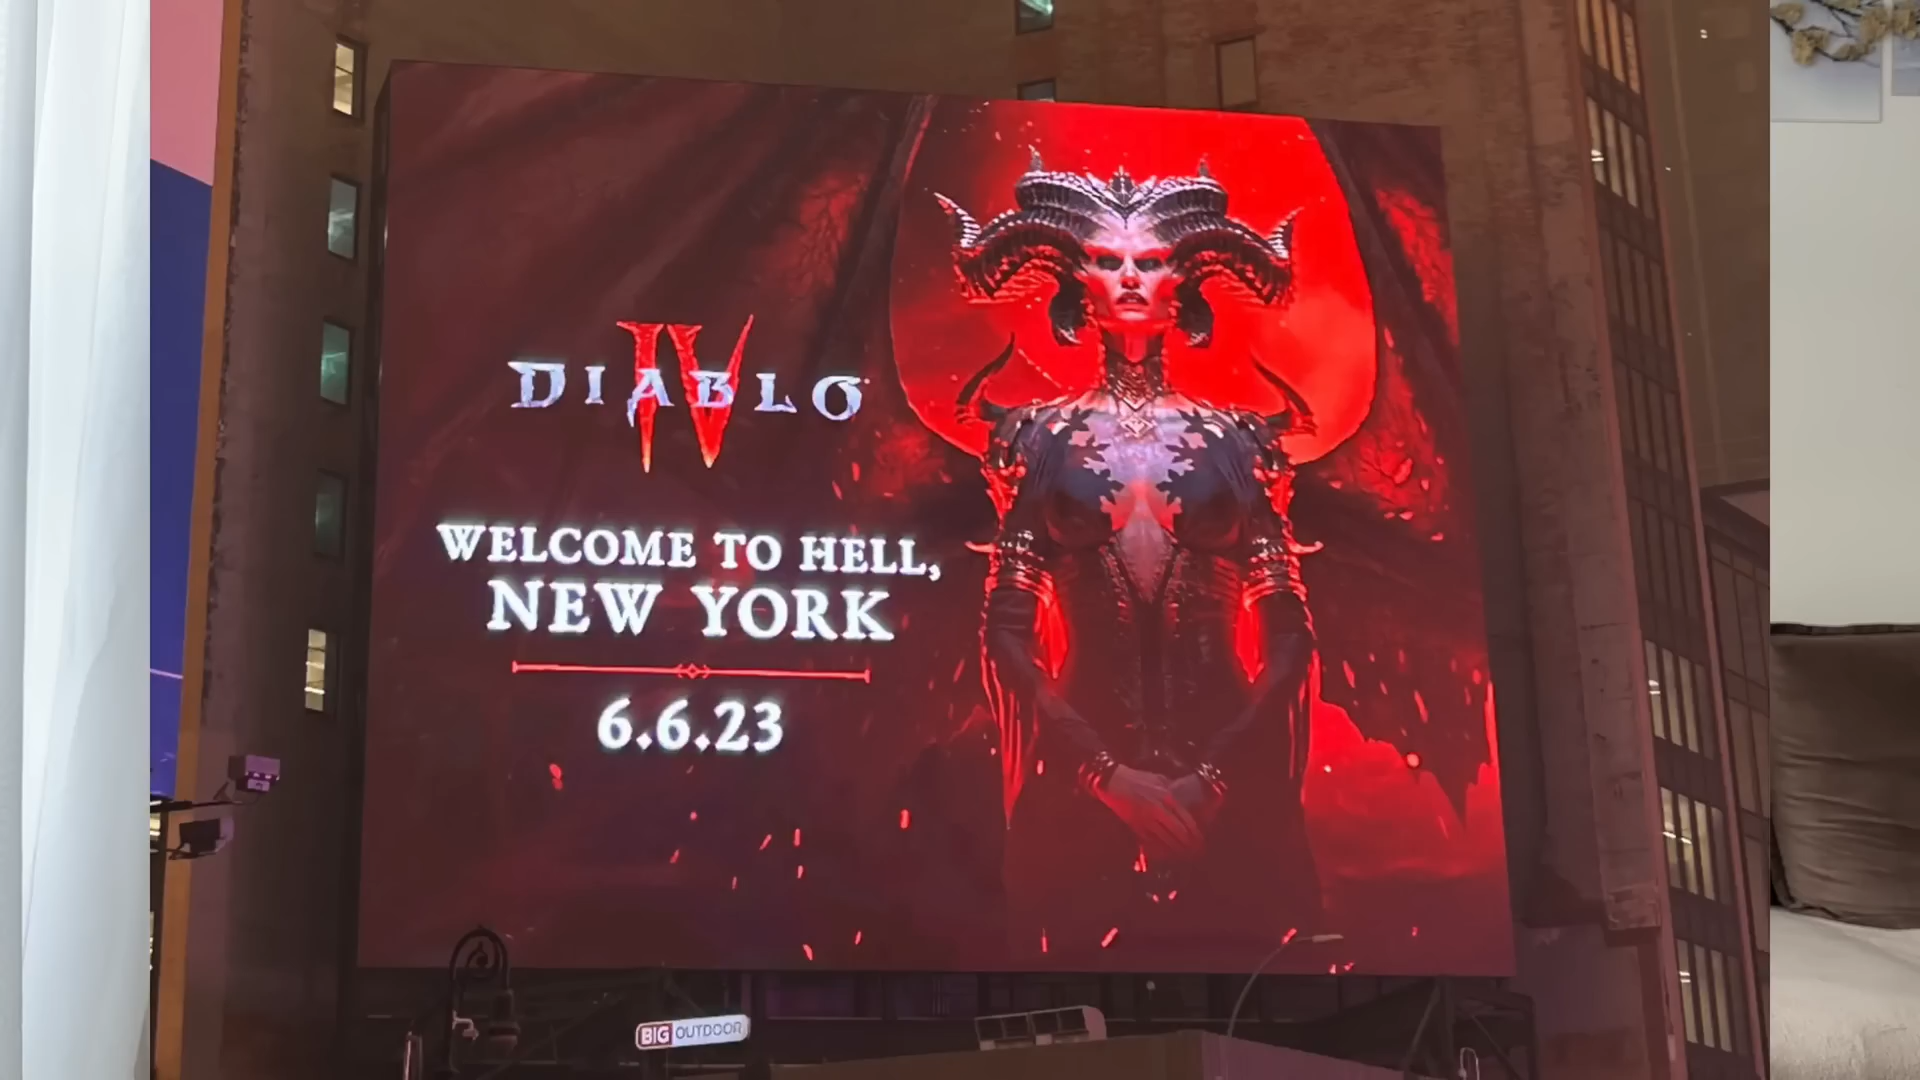 DIABLO
IV
WELCOME TO HELL,
NEW YORK
6.6.23
BIG OUTDOOR